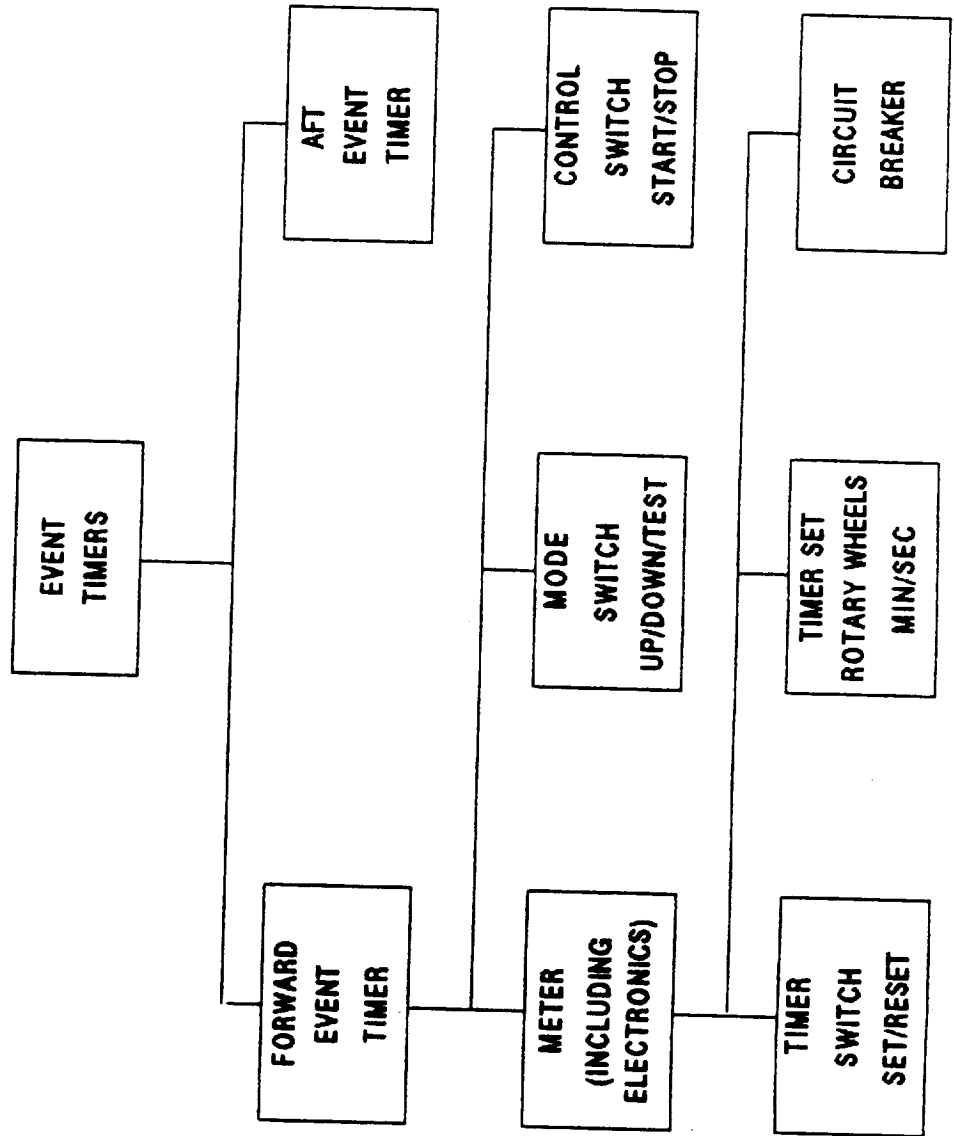 EVENT
TIMERS
FORWARD
EVENT
TIMER
AFT
EVENT
TIMER
METER
(INCLUDING
ELECTRONICS)
MODE
SWITCH
UP/DOWN/TEST
CONTROL
SWITCH
START/STOP
TIMER
SWITCH
SET/RESET
TIMER SET
ROTARY WHEELS
MIN/SEC
CIRCUIT
BREAKER